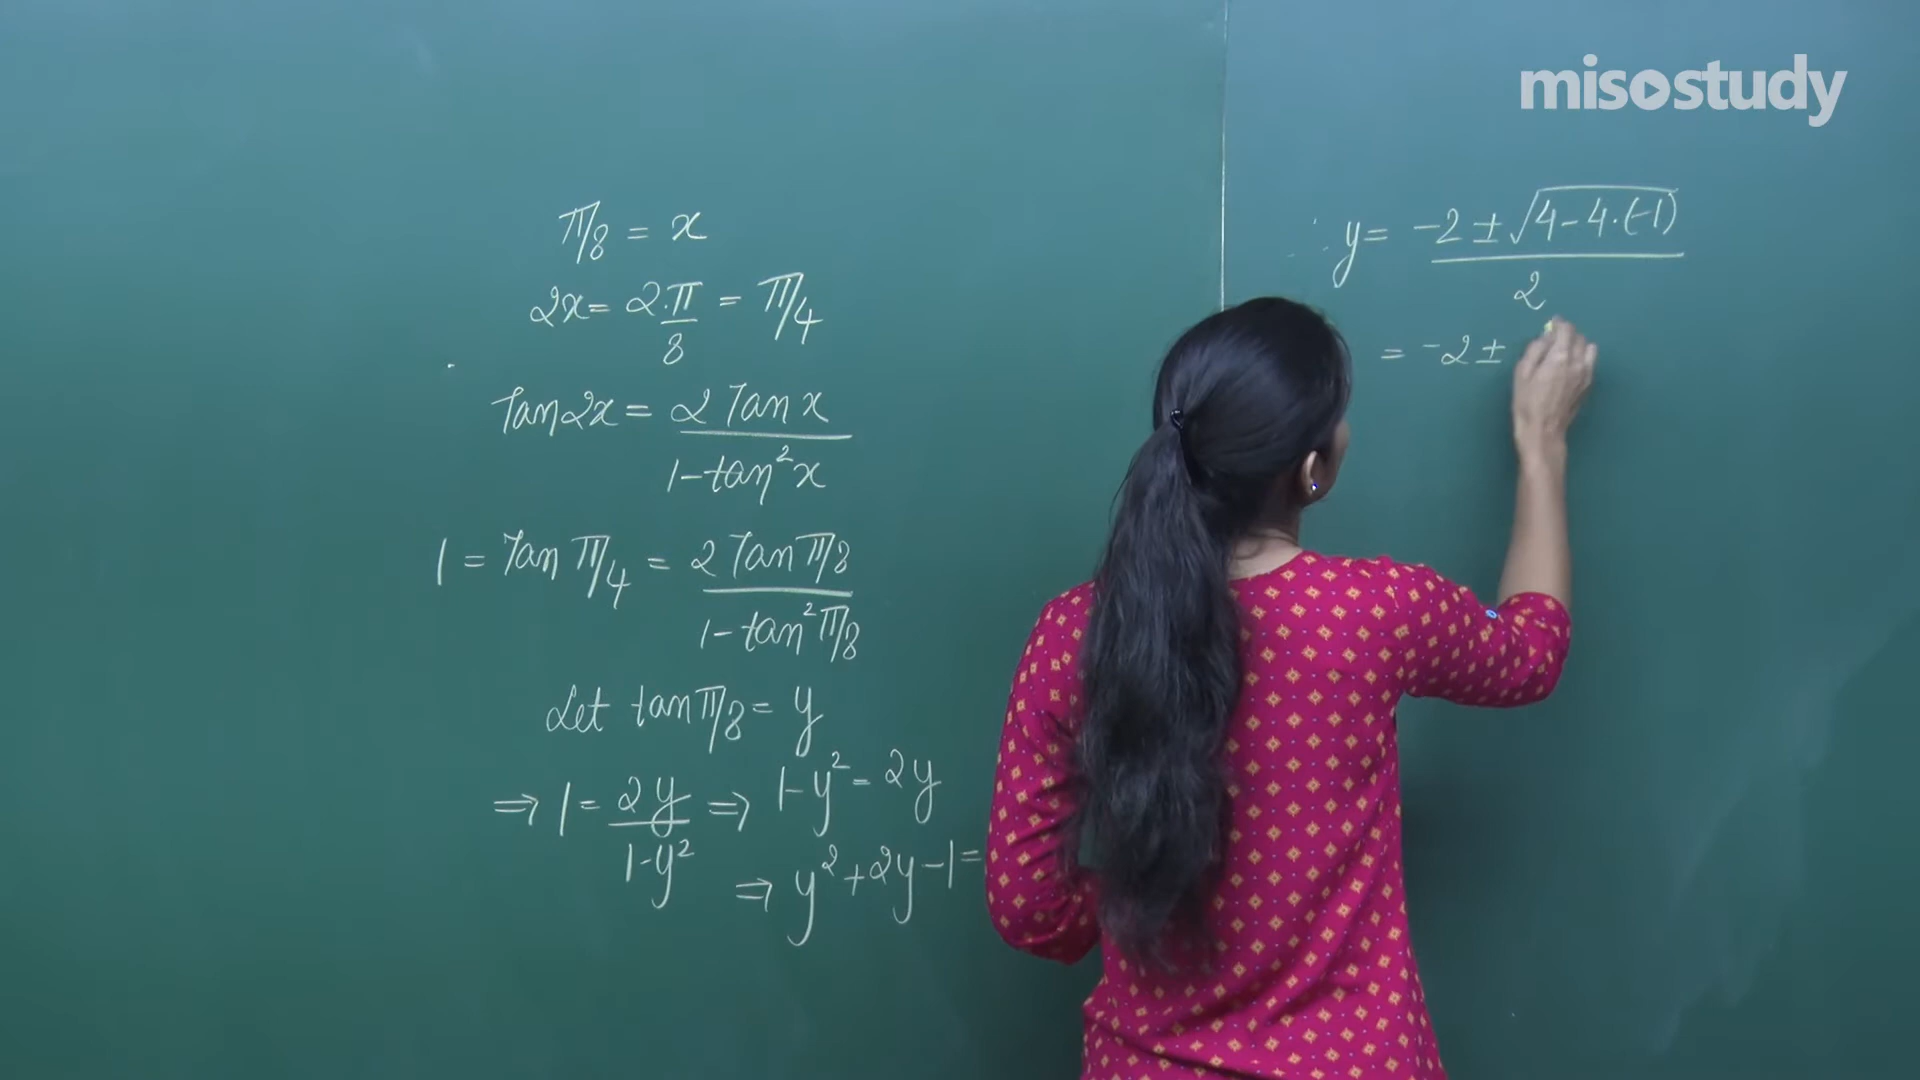 π/8 = x
2x = 2·π/8 = π/4
Tan2x = 2 Tan x / 1-tan²x
1 = Tan π/4 = 2 Tan π/8 / 1-tan² π/8
Let tan π/8 = y
⇒ 1 = 2y / 1-y² ⇒ 1-y² = 2y
⇒ y²+2y-1=
misostudy
∴ y = -2 ± √4-4·(-1) / 2
= -2 ±